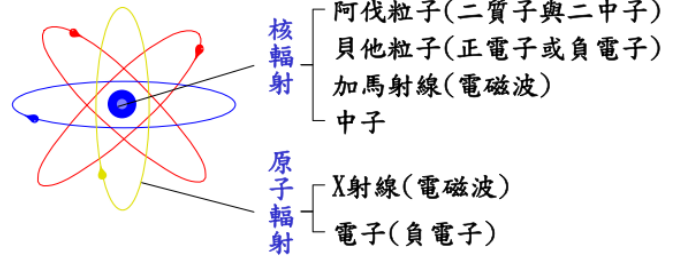 核輻射
阿伐粒子(二質子與二中子)
貝他粒子(正電子或負電子)
加馬射線(電磁波)
中子
原子輻射
X射線(電磁波)
電子(負電子)